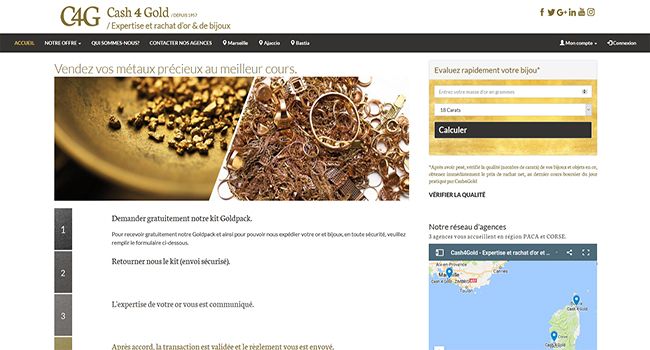 C4G Cash 4 Gold / DEPUIS 1957
/ Expertise et rachat d'or & de bijoux
ACCUEIL NOTRE OFFRE QUI SOMMES-NOUS? CONTACTER NOS AGENCES Marseille Ajaccio Bastia Mon compte Connexion
Vendez vos métaux précieux au meilleur cours.
Evaluez rapidement votre bijou*
Entrez votre masse d'or en grammes
18 Carats
Calculer
*Après avoir pesé, vérifié la qualité (nombre de carats) de vos bijoux et objets en or,
obtenez immédiatement le prix de rachat net, au dernier cours boursier du jour
pratiqué par Cash4Gold
VÉRIFIER LA QUALITÉ
1
Demander gratuitement notre kit Goldpack.
Pour recevoir gratuitement notre Goldpack et ainsi pour pouvoir nous expédier votre or et bijoux, en toute sécurité, veuillez
remplir le formulaire ci-dessous.
2
Retourner nous le kit (envoi sécurisé).
3
L'expertise de votre or vous est communiqué.
Après accord, la transaction est validée et le règlement vous est envoyé.
Notre réseau d'agences
3 agences vous accueillent en région PACA et CORSE.
Cash4Gold - Expertise et rachat d'or et ...
Aix-en-Provence
Cannes
Marseille
Cash 4 Gold
Toulon
Cash 4 Gold
Cash 4 Gold